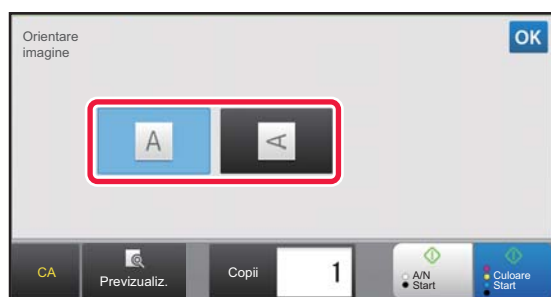 Orientare
imagine
OK
A
A
CA
Previzualiz.
Copii
1
A/N
Start
Culoare
Start